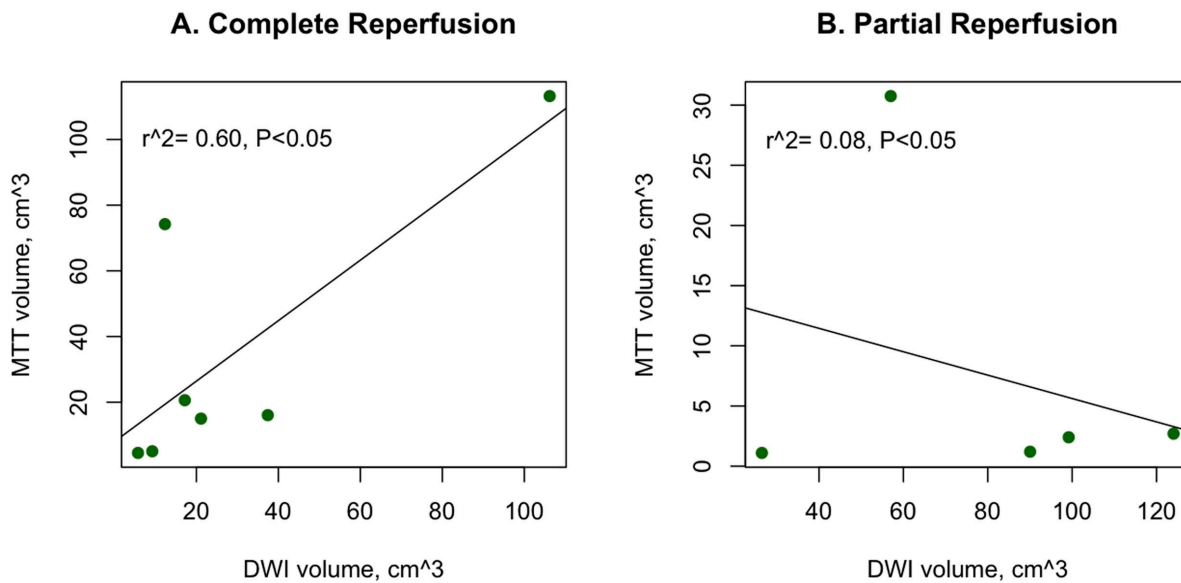 A. Complete Reperfusion
r^2= 0.60, P<0.05
MTT volume, cm^3
100
80
60
40
20
20 40 60 80 100
DWI volume, cm^3
B. Partial Reperfusion
r^2= 0.08, P<0.05
MTT volume, cm^3
30
25
20
15
10
5
0
40 60 80 100 120
DWI volume, cm^3